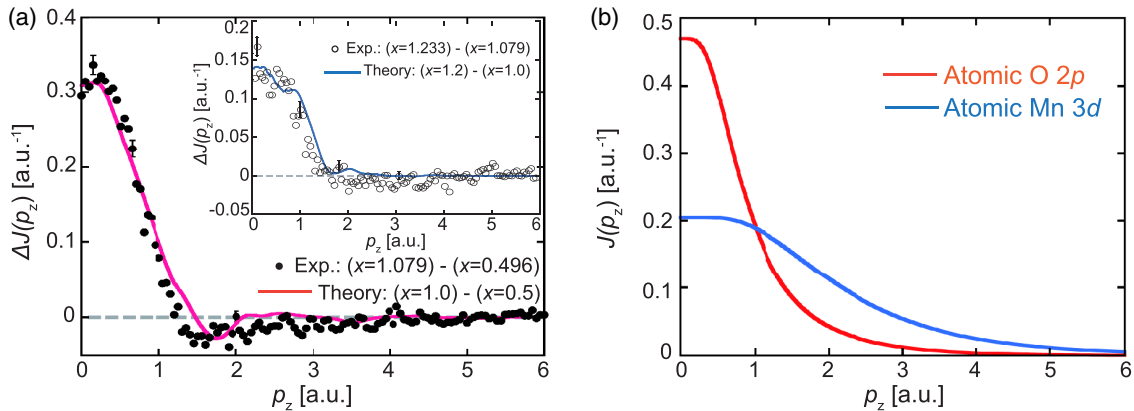 (a)
ΔJ(p_z) [a.u.⁻¹]
0.4
0.3
0.2
0.1
0
0 1 2 3 4 5 6
p_z [a.u.]
Exp.: (x=1.079) - (x=0.496)
Theory: (x=1.0) - (x=0.5)
ΔJ(p_z) [a.u.⁻¹]
0.2
0.15
0.1
0.05
0
-0.05
0 1 2 3 4 5 6
p_z [a.u.]
Exp.: (x=1.233) - (x=1.079)
Theory: (x=1.2) - (x=1.0)
(b)
J(p_z) [a.u.⁻¹]
0.5
0.4
0.3
0.2
0.1
0
0 1 2 3 4 5 6
p_z [a.u.]
Atomic O 2p
Atomic Mn 3d